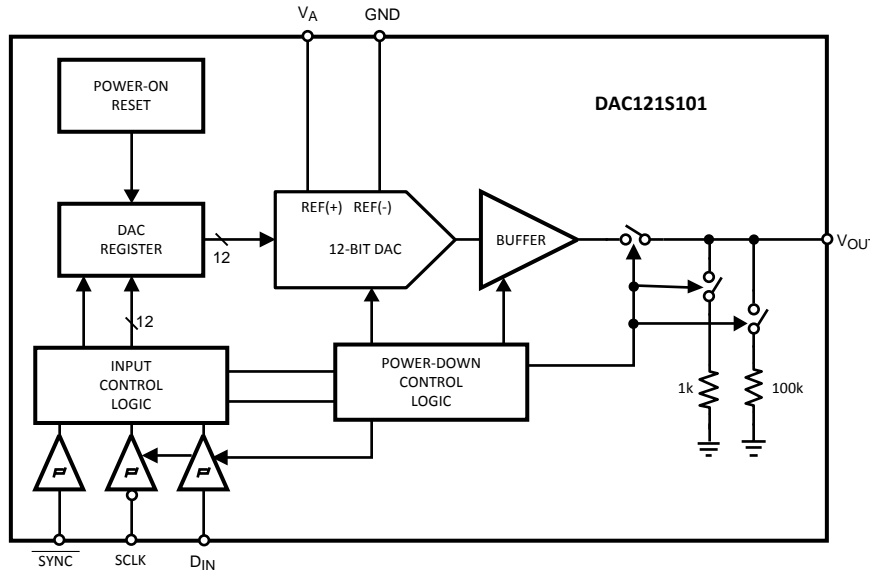 VA
GND
POWER-ON
RESET
DAC121S101
DAC
REGISTER
12
REF(+) REF(-)
12-BIT DAC
BUFFER
VOUT
12
INPUT
CONTROL
LOGIC
POWER-DOWN
CONTROL
LOGIC
1k
100k
SYNC
SCLK
DIN